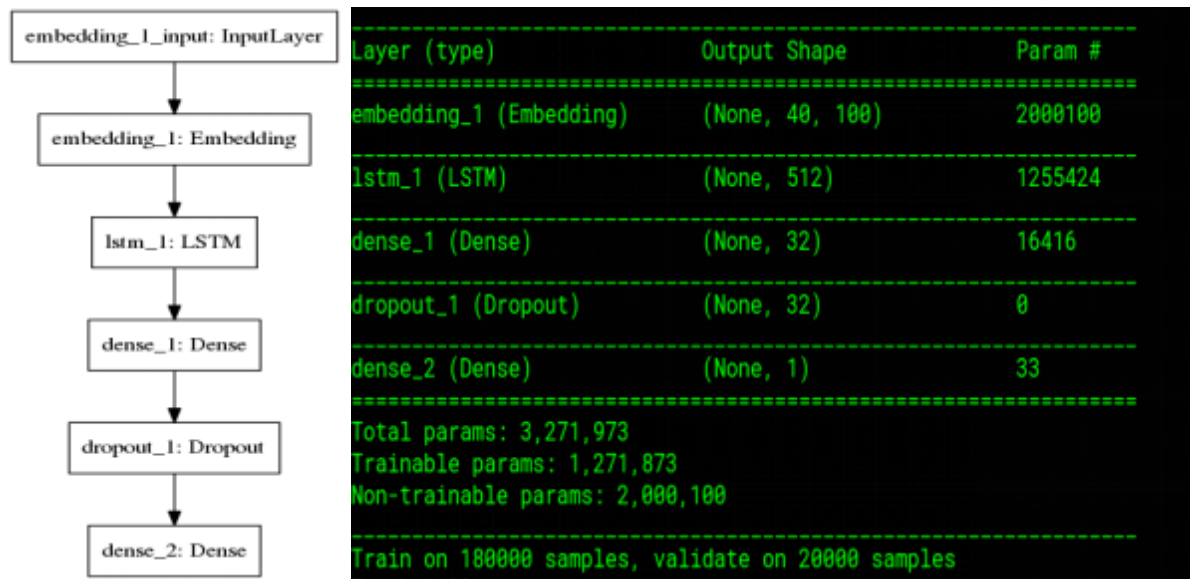 embedding_1_input: InputLayer
embedding_1: Embedding
lstm_1: LSTM
dense_1: Dense
dropout_1: Dropout
dense_2: Dense
Layer (type) Output Shape Param #
embedding_1 (Embedding) (None, 40, 100) 2000100
lstm_1 (LSTM) (None, 512) 1255424
dense_1 (Dense) (None, 32) 16416
dropout_1 (Dropout) (None, 32) 0
dense_2 (Dense) (None, 1) 33
Total params: 3,271,973
Trainable params: 1,271,873
Non-trainable params: 2,000,100
Train on 180000 samples, validate on 20000 samples